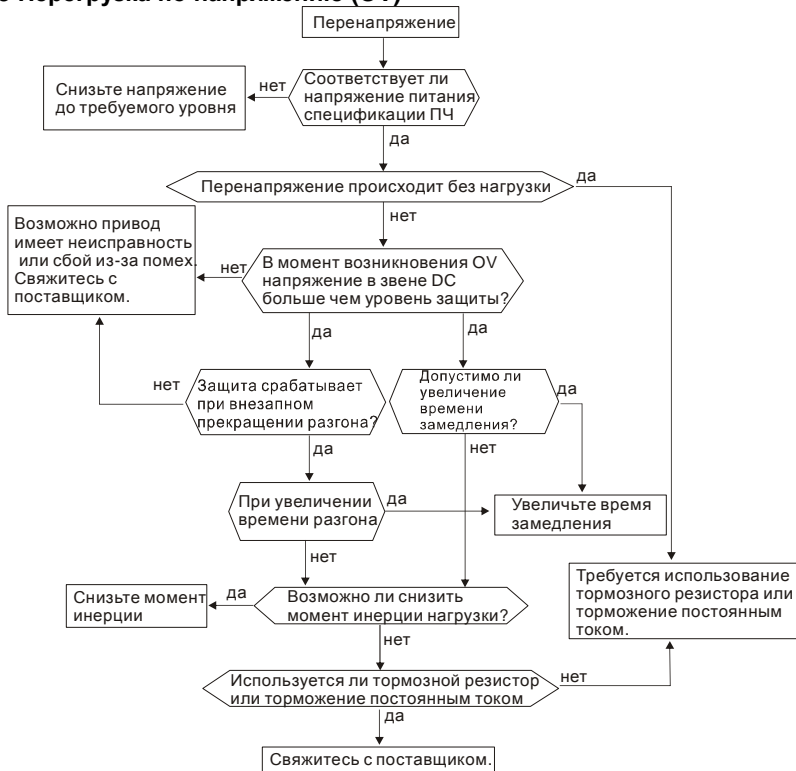 Перенапряжение
Соответствует ли
напряжение питания
спецификации ПЧ
нет
Снизьте напряжение
до требуемого уровня
да
Перенапряжение происходит без нагрузки
да
нет
Возможно привод
имеет неисправность
или сбой из-за помех.
Свяжитесь с
поставщиком.
нет
В момент возникновения OV
напряжение в звене DC
больше чем уровень защиты?
да
да
нет
Защита срабатывает
при внезапном
прекращении разгона?
Допустимо ли
увеличение
времени
замедления?
да
да
нет
При увеличении
времени разгона
да
Увеличьте время
замедления
нет
Снизьте момент
инерции
да
Возможно ли снизить
момент инерции нагрузки?
Требуется использование
тормозного резистора или
торможение постоянным
током.
нет
Используется ли тормозной резистор
или торможение постоянным током
нет
да
Свяжитесь с поставщиком.